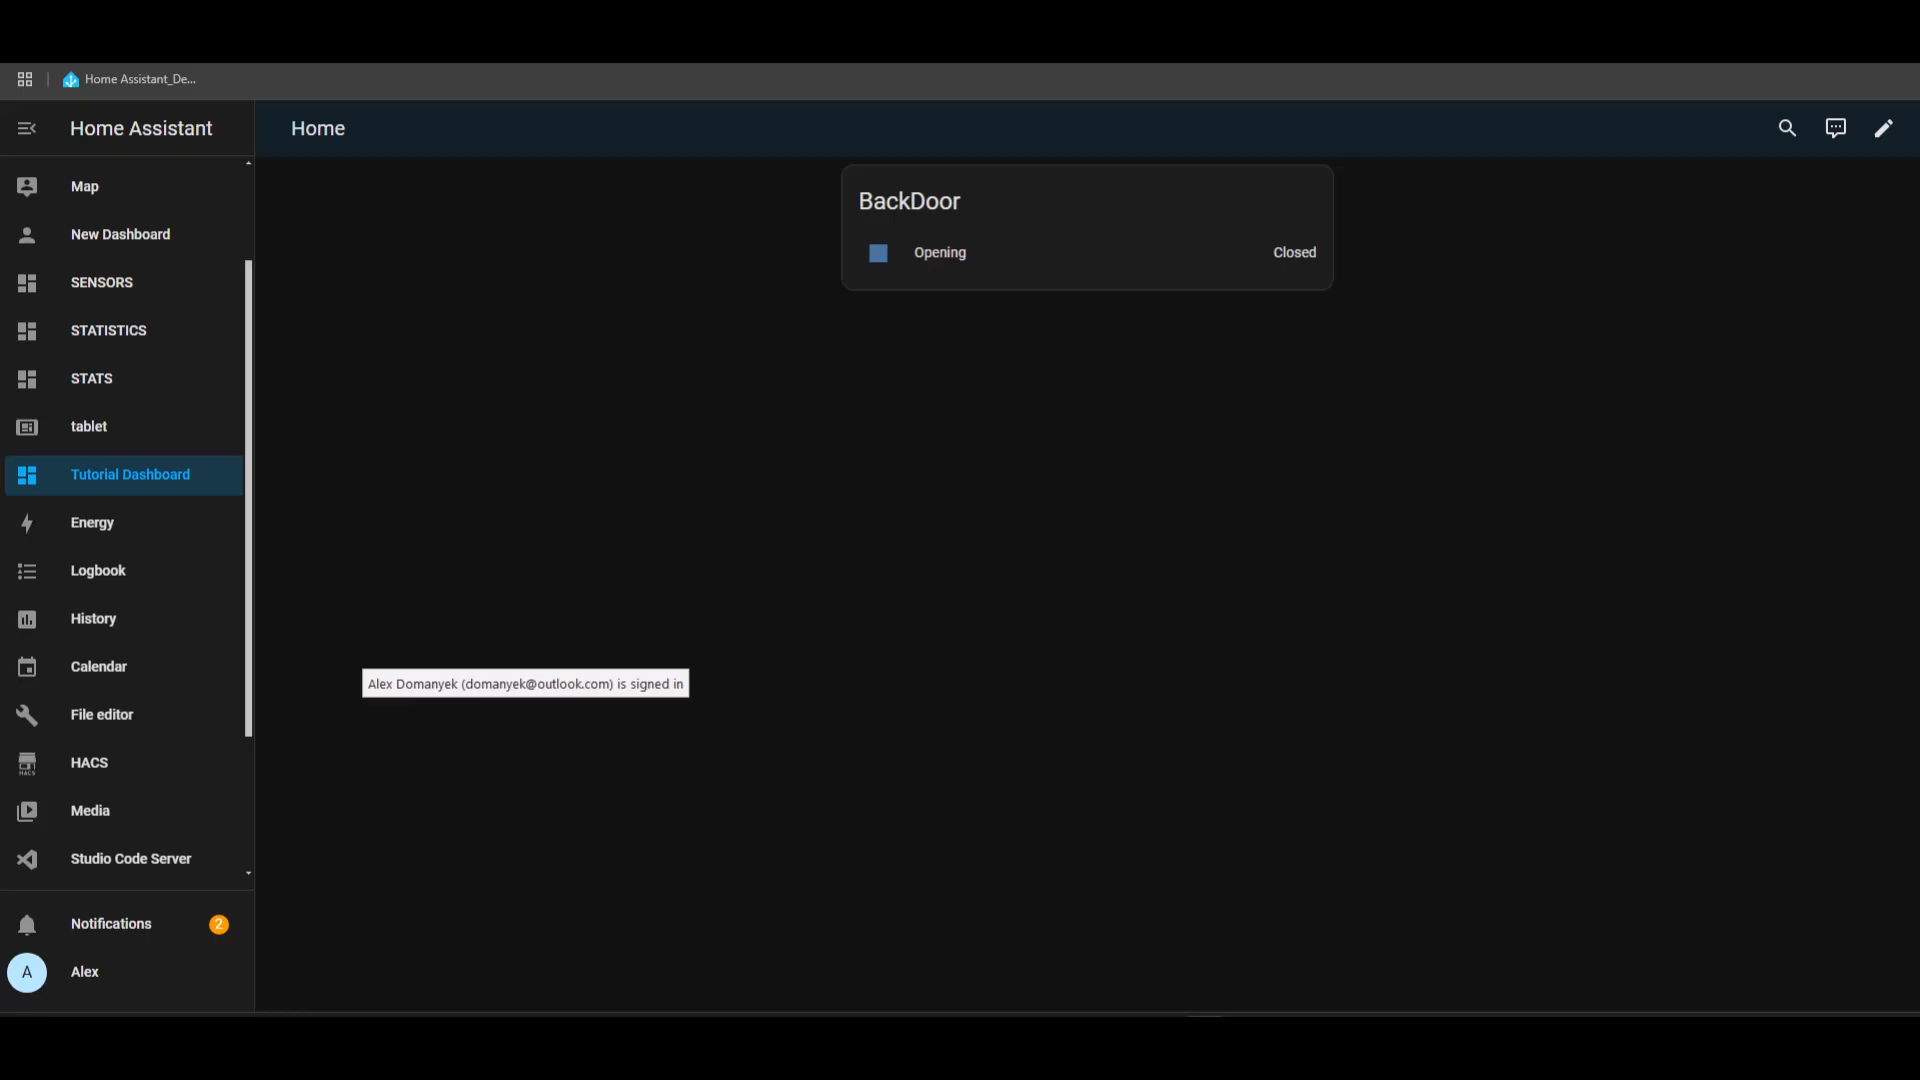 Home Assistant_De...
Home Assistant
Home
Map
New Dashboard
SENSORS
STATISTICS
STATS
tablet
Tutorial Dashboard
Energy
Logbook
History
Calendar
File editor
HACS
HACS
Media
Studio Code Server
Notifications 2
A Alex
BackDoor
Opening Closed
Alex Domanyek (domanyek@outlook.com) is signed in